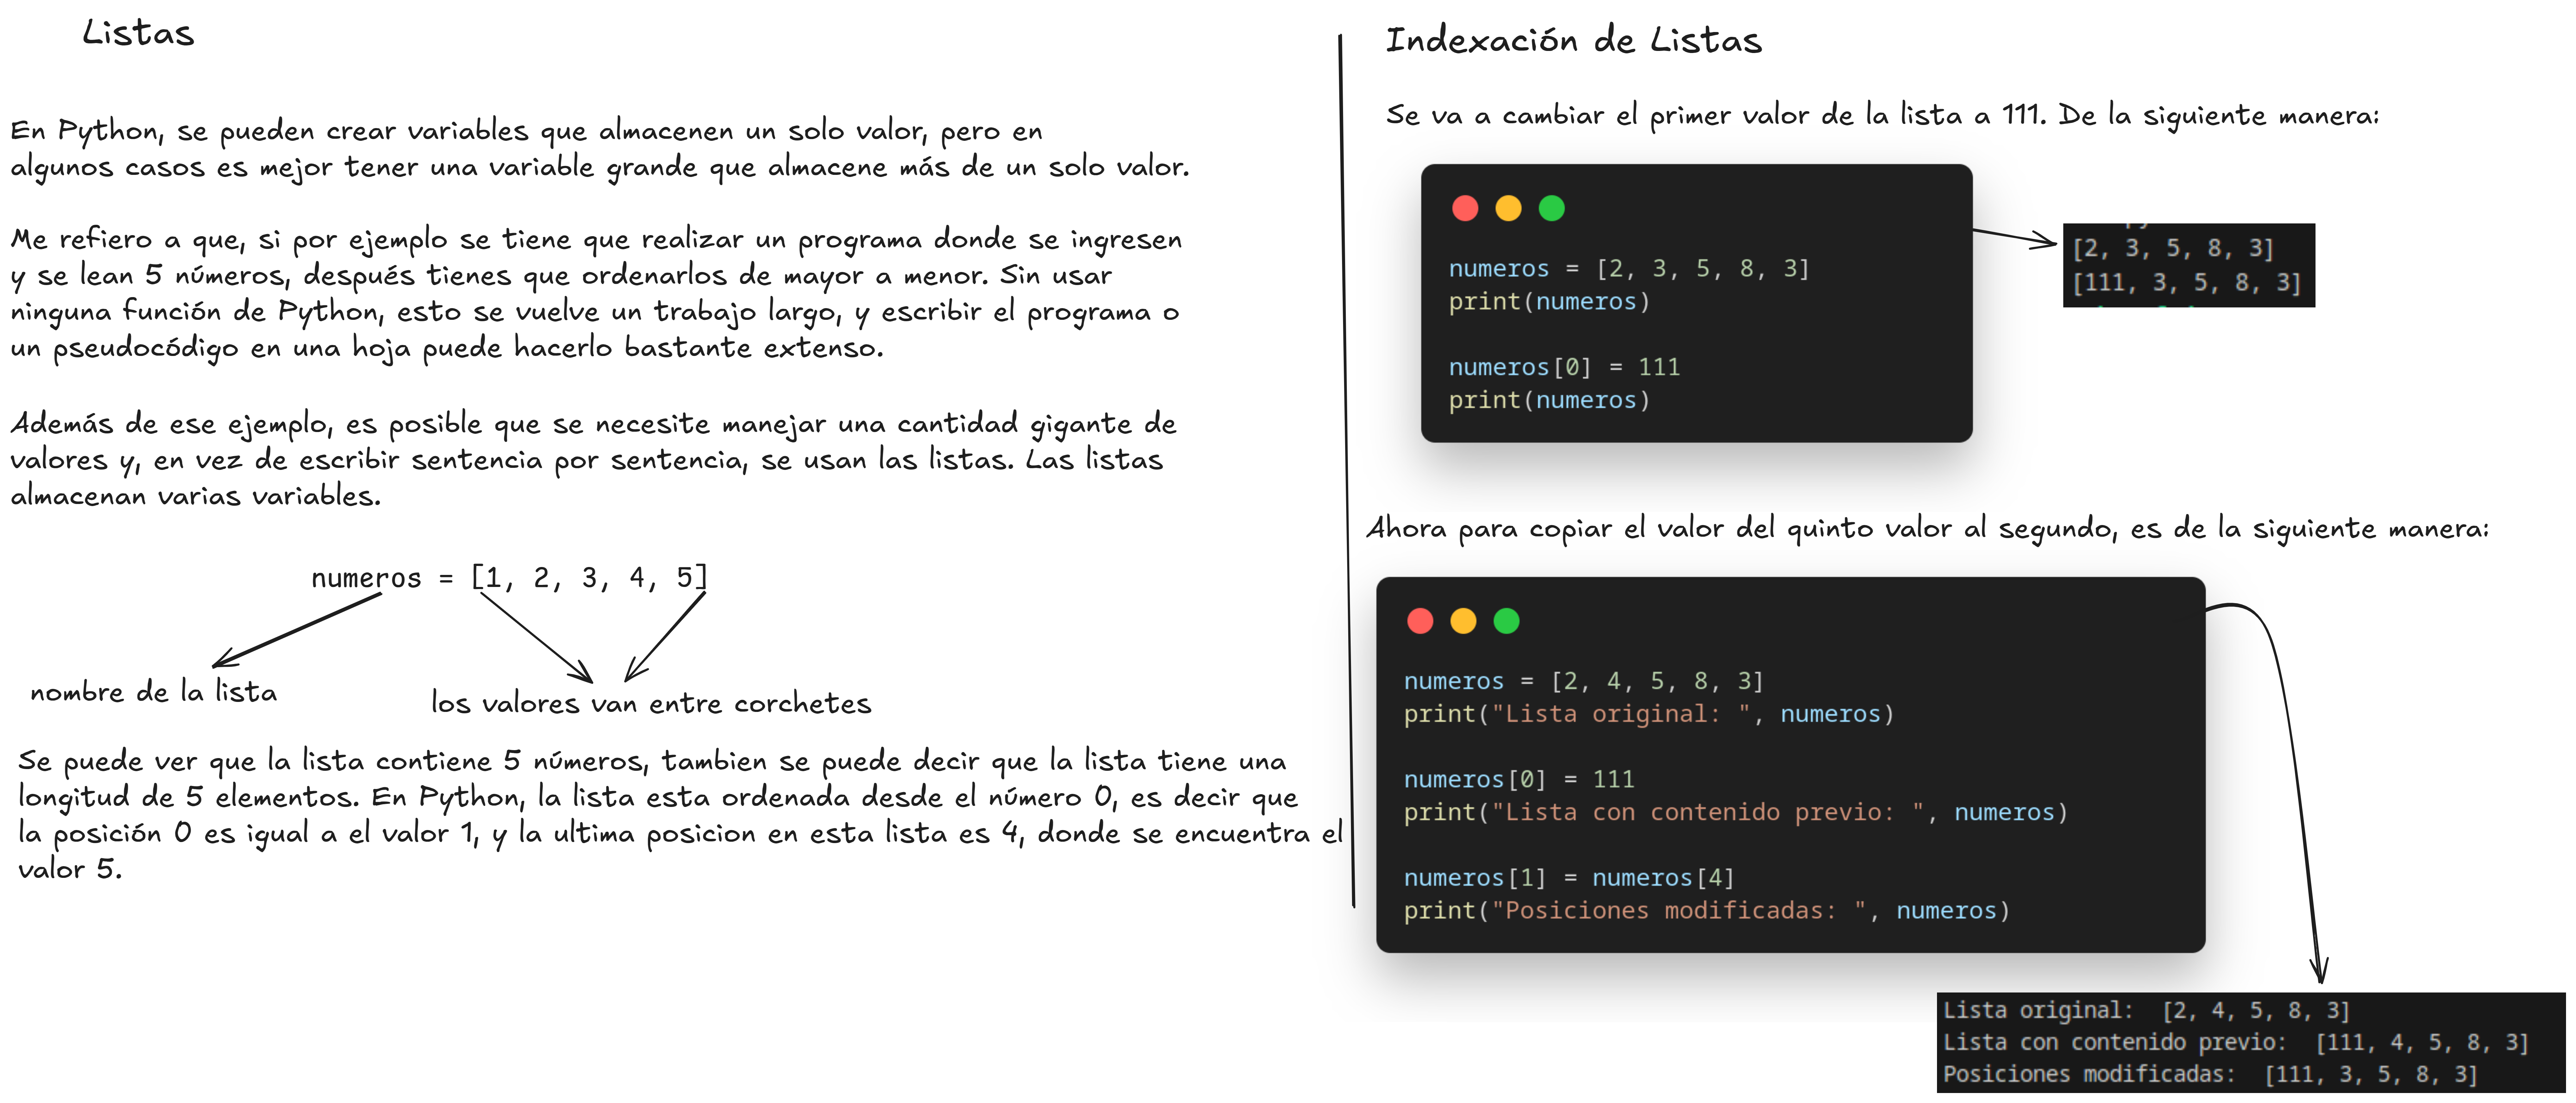 Listas
En Python, se pueden crear variables que almacenen un solo valor, pero en
algunos casos es mejor tener una variable grande que almacene más de un solo valor.
Me refiero a que, si por ejemplo se tiene que realizar un programa donde se ingresen
y se lean 5 números, después tienes que ordenarlos de mayor a menor. Sin usar
ninguna función de Python, esto se vuelve un trabajo largo, y escribir el programa o
un pseudocódigo en una hoja puede hacerlo bastante extenso.
Además de ese ejemplo, es posible que se necesite manejar una cantidad gigante de
valores y, en vez de escribir sentencia por sentencia, se usan las listas. Las listas
almacenan varias variables.
numeros = [1, 2, 3, 4, 5]
nombre de la lista
los valores van entre corchetes
Se puede ver que la lista contiene 5 números, tambien se puede decir que la lista tiene una
longitud de 5 elementos. En Python, la lista esta ordenada desde el número 0, es decir que
la posición 0 es igual a el valor 1, y la ultima posicion en esta lista es 4, donde se encuentra el
valor 5.
Indexación de Listas
Se va a cambiar el primer valor de la lista a 111. De la siguiente manera:
numeros = [2, 3, 5, 8, 3]
print(numeros)
numeros[0] = 111
print(numeros)
[2, 3, 5, 8, 3]
[111, 3, 5, 8, 3]
Ahora para copiar el valor del quinto valor al segundo, es de la siguiente manera:
numeros = [2, 4, 5, 8, 3]
print("Lista original: ", numeros)
numeros[0] = 111
print("Lista con contenido previo: ", numeros)
numeros[1] = numeros[4]
print("Posiciones modificadas: ", numeros)
Lista original:  [2, 4, 5, 8, 3]
Lista con contenido previo:  [111, 4, 5, 8, 3]
Posiciones modificadas:  [111, 3, 5, 8, 3]